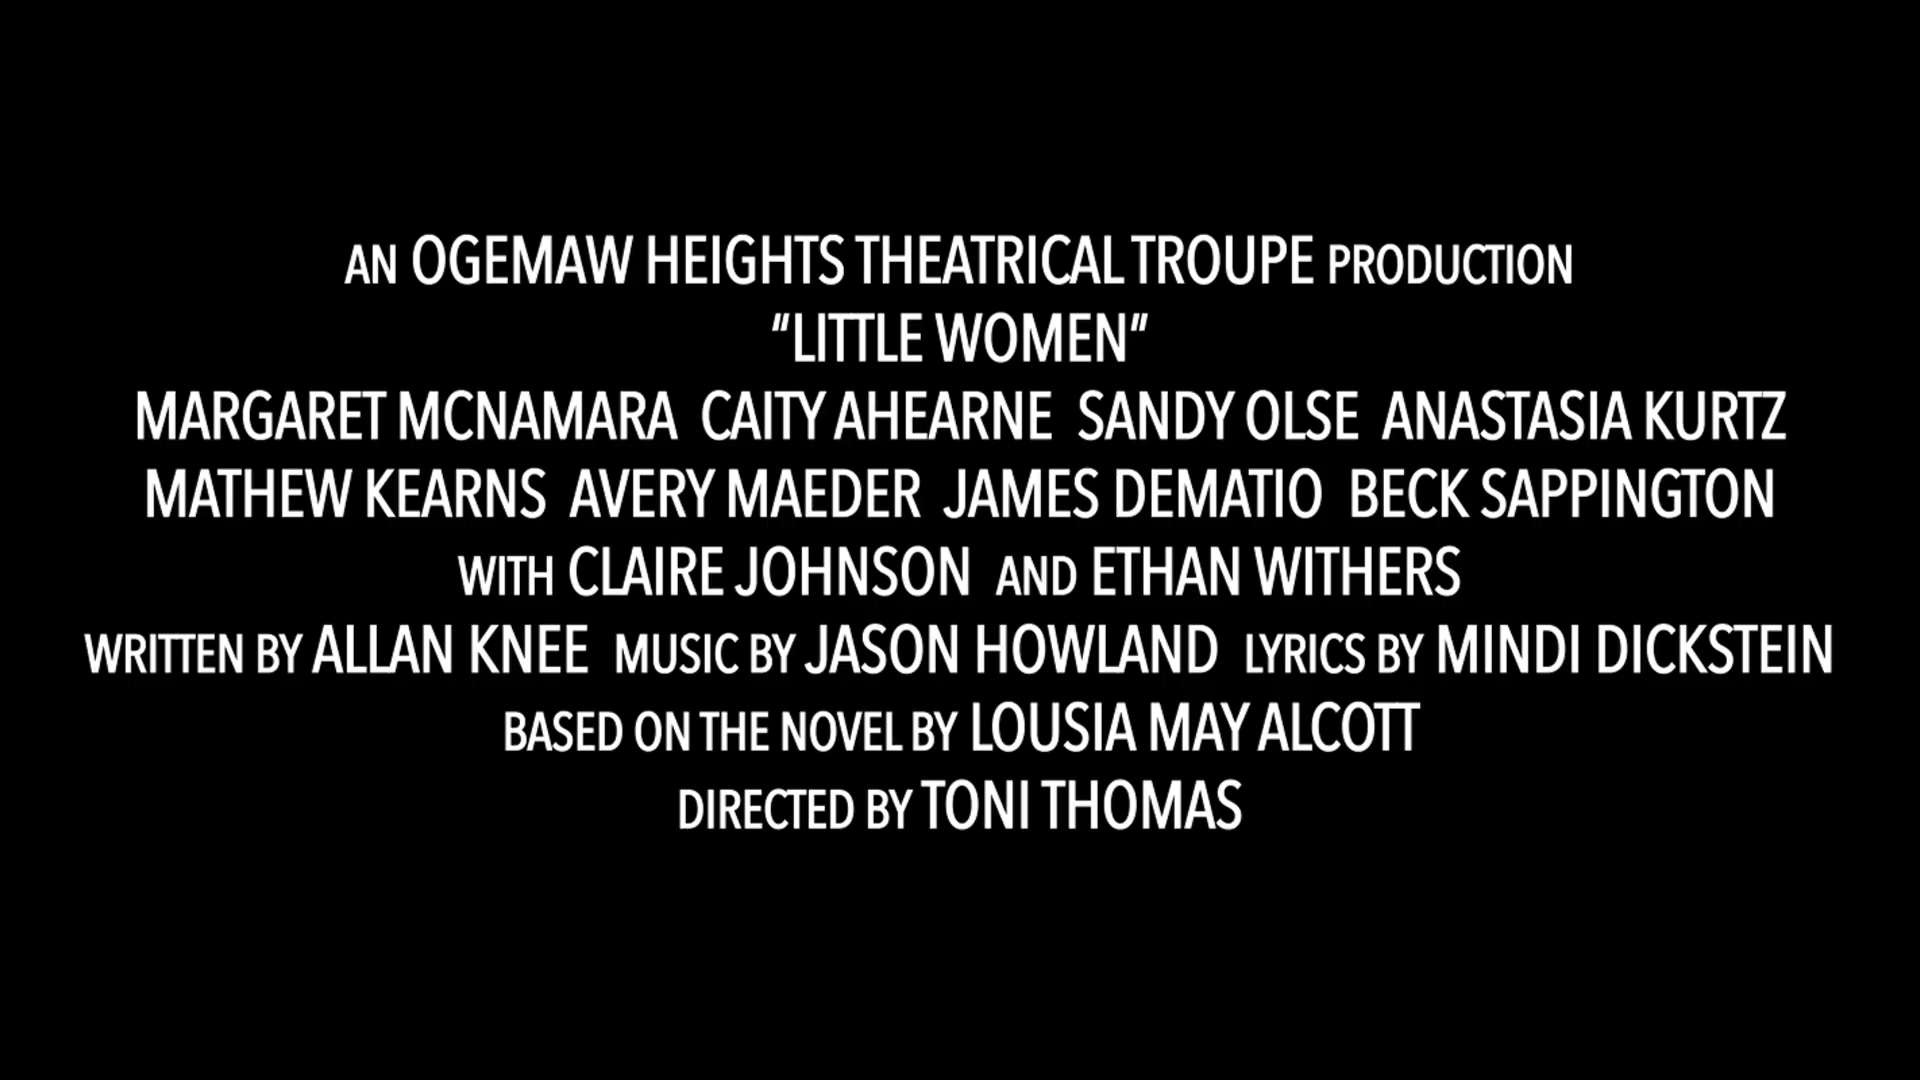 AN OGEMAW HEIGHTS THEATRICAL TROUPE PRODUCTION
“LITTLE WOMEN”
MARGARET MCNAMARA CAITY AHEARNE SANDY OLSE ANASTASIA KURTZ
MATHEW KEARNS AVERY MAEDER JAMES DEMATIO BECK SAPPINGTON
WITH CLAIRE JOHNSON AND ETHAN WITHERS
WRITTEN BY ALLAN KNEE MUSIC BY JASON HOWLAND LYRICS BY MINDI DICKSTEIN
BASED ON THE NOVEL BY LOUSIA MAY ALCOTT
DIRECTED BY TONI THOMAS